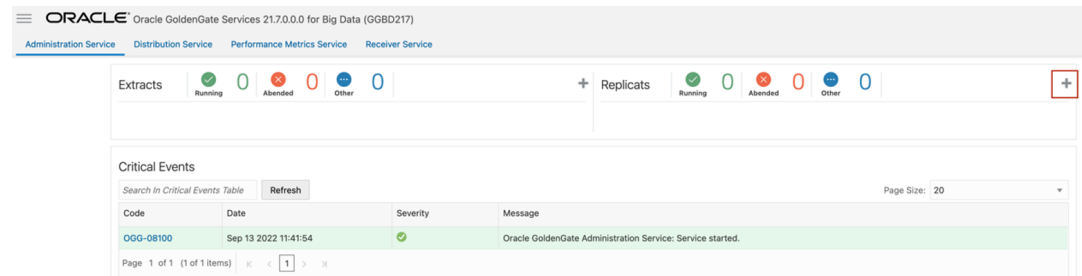 ORACLE® Oracle GoldenGate Services 21.7.0.0.0 for Big Data (GGBD217)
Administration Service Distribution Service Performance Metrics Service Receiver Service
Extracts Running 0 Abended 0 Other 0 + Replicats Running 0 Abended 0 Other 0 +
Critical Events
Search In Critical Events Table Refresh Page Size: 20
Code Date Severity Message
OGG-08100 Sep 13 2022 11:41:54 Oracle GoldenGate Administration Service: Service started.
Page 1 of 1 (1 of 1 items) K < 1 > X